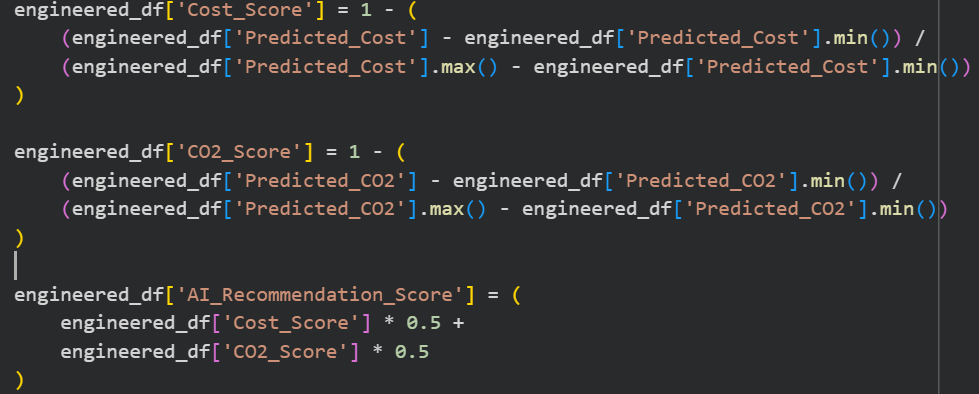 engineered_df['Cost_Score'] = 1 - (
    (engineered_df['Predicted_Cost'] - engineered_df['Predicted_Cost'].min()) /
    (engineered_df['Predicted_Cost'].max() - engineered_df['Predicted_Cost'].min())
)

engineered_df['CO2_Score'] = 1 - (
    (engineered_df['Predicted_CO2'] - engineered_df['Predicted_CO2'].min()) /
    (engineered_df['Predicted_CO2'].max() - engineered_df['Predicted_CO2'].min())
)

engineered_df['AI_Recommendation_Score'] = (
    engineered_df['Cost_Score'] * 0.5 +
    engineered_df['CO2_Score'] * 0.5
)